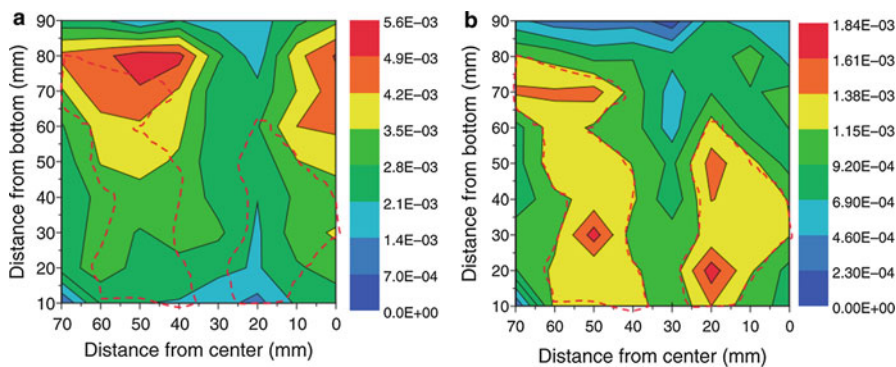 a
Distance from bottom (mm)
90
80
70
60
50
40
30
20
10
70 60 50 40 30 20 10 0
Distance from center (mm)
5.6E−03
4.9E−03
4.2E−03
3.5E−03
2.8E−03
2.1E−03
1.4E−03
7.0E−04
0.0E+00
b
Distance from bottom (mm)
90
80
70
60
50
40
30
20
10
70 60 50 40 30 20 10 0
Distance from center (mm)
1.84E−03
1.61E−03
1.38E−03
1.15E−03
9.20E−04
6.90E−04
4.60E−04
2.30E−04
0.00E+00